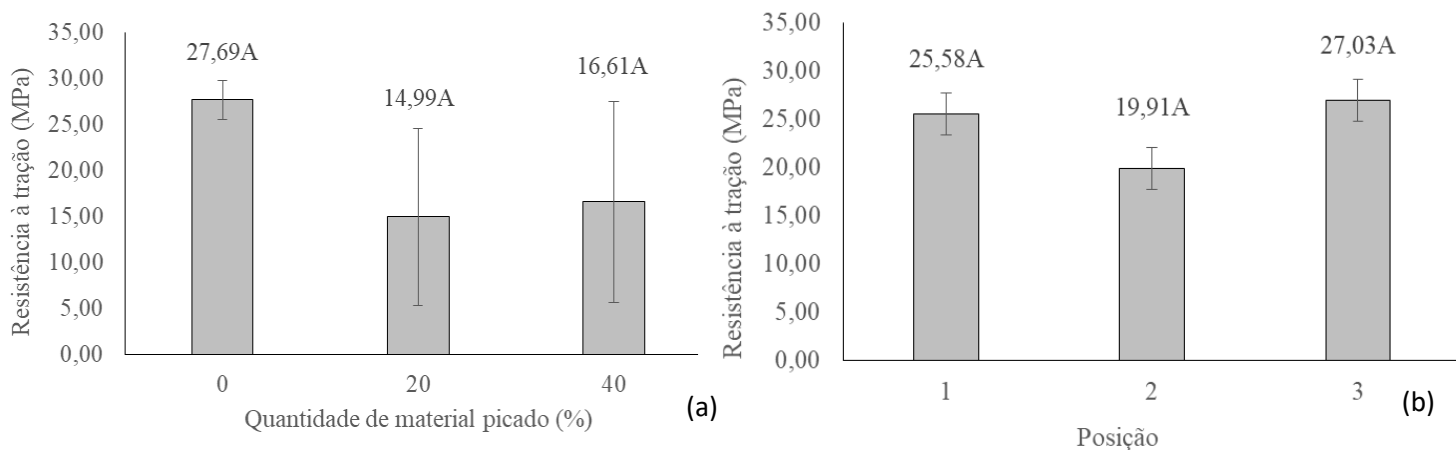 Resistência à tração (MPa)
35,00
30,00
25,00
20,00
15,00
10,00
5,00
0,00
27,69A
14,99A
16,61A
0 20 40
Quantidade de material picado (%)
(a)
Resistência à tração (MPa)
35,00
30,00
25,00
20,00
15,00
10,00
5,00
0,00
25,58A
19,91A
27,03A
1 2 3
Posição
(b)